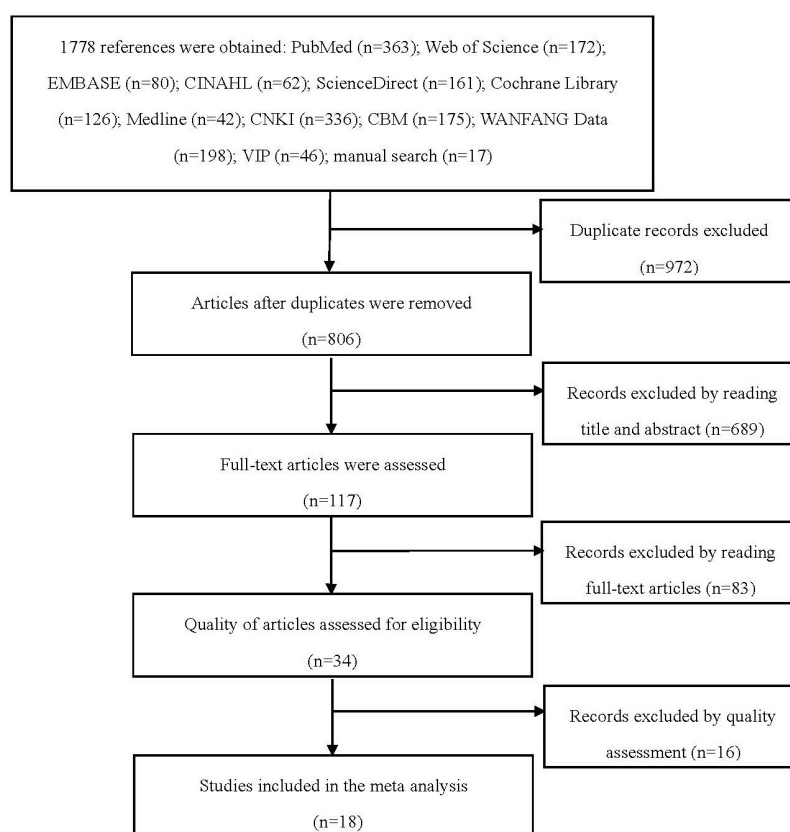 1778 references were obtained: PubMed (n=363); Web of Science (n=172);
EMBASE (n=80); CINAHL (n=62); ScienceDirect (n=161); Cochrane Library
(n=126); Medline (n=42); CNKI (n=336); CBM (n=175); WANFANG Data
(n=198); VIP (n=46); manual search (n=17)
Duplicate records excluded
(n=972)
Articles after duplicates were removed
(n=806)
Records excluded by reading
title and abstract (n=689)
Full-text articles were assessed
(n=117)
Records excluded by reading
full-text articles (n=83)
Quality of articles assessed for eligibility
(n=34)
Records excluded by quality
assessment (n=16)
Studies included in the meta analysis
(n=18)